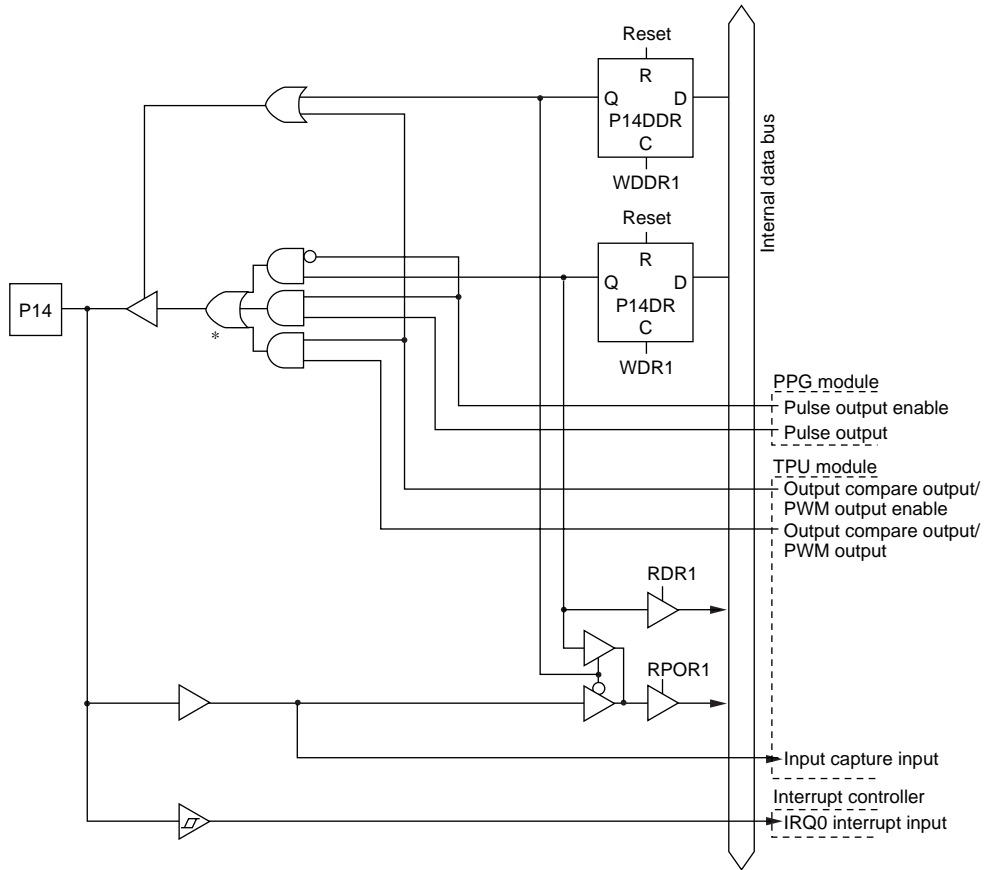 Reset
R
Q
D
P14DDR
C
WDDR1
Internal data bus
Reset
R
Q
D
P14DR
C
WDR1
P14
*
PPG module
Pulse output enable
Pulse output
TPU module
Output compare output/
PWM output enable
Output compare output/
PWM output
RDR1
RPOR1
Input capture input
Interrupt controller
IRQ0 interrupt input